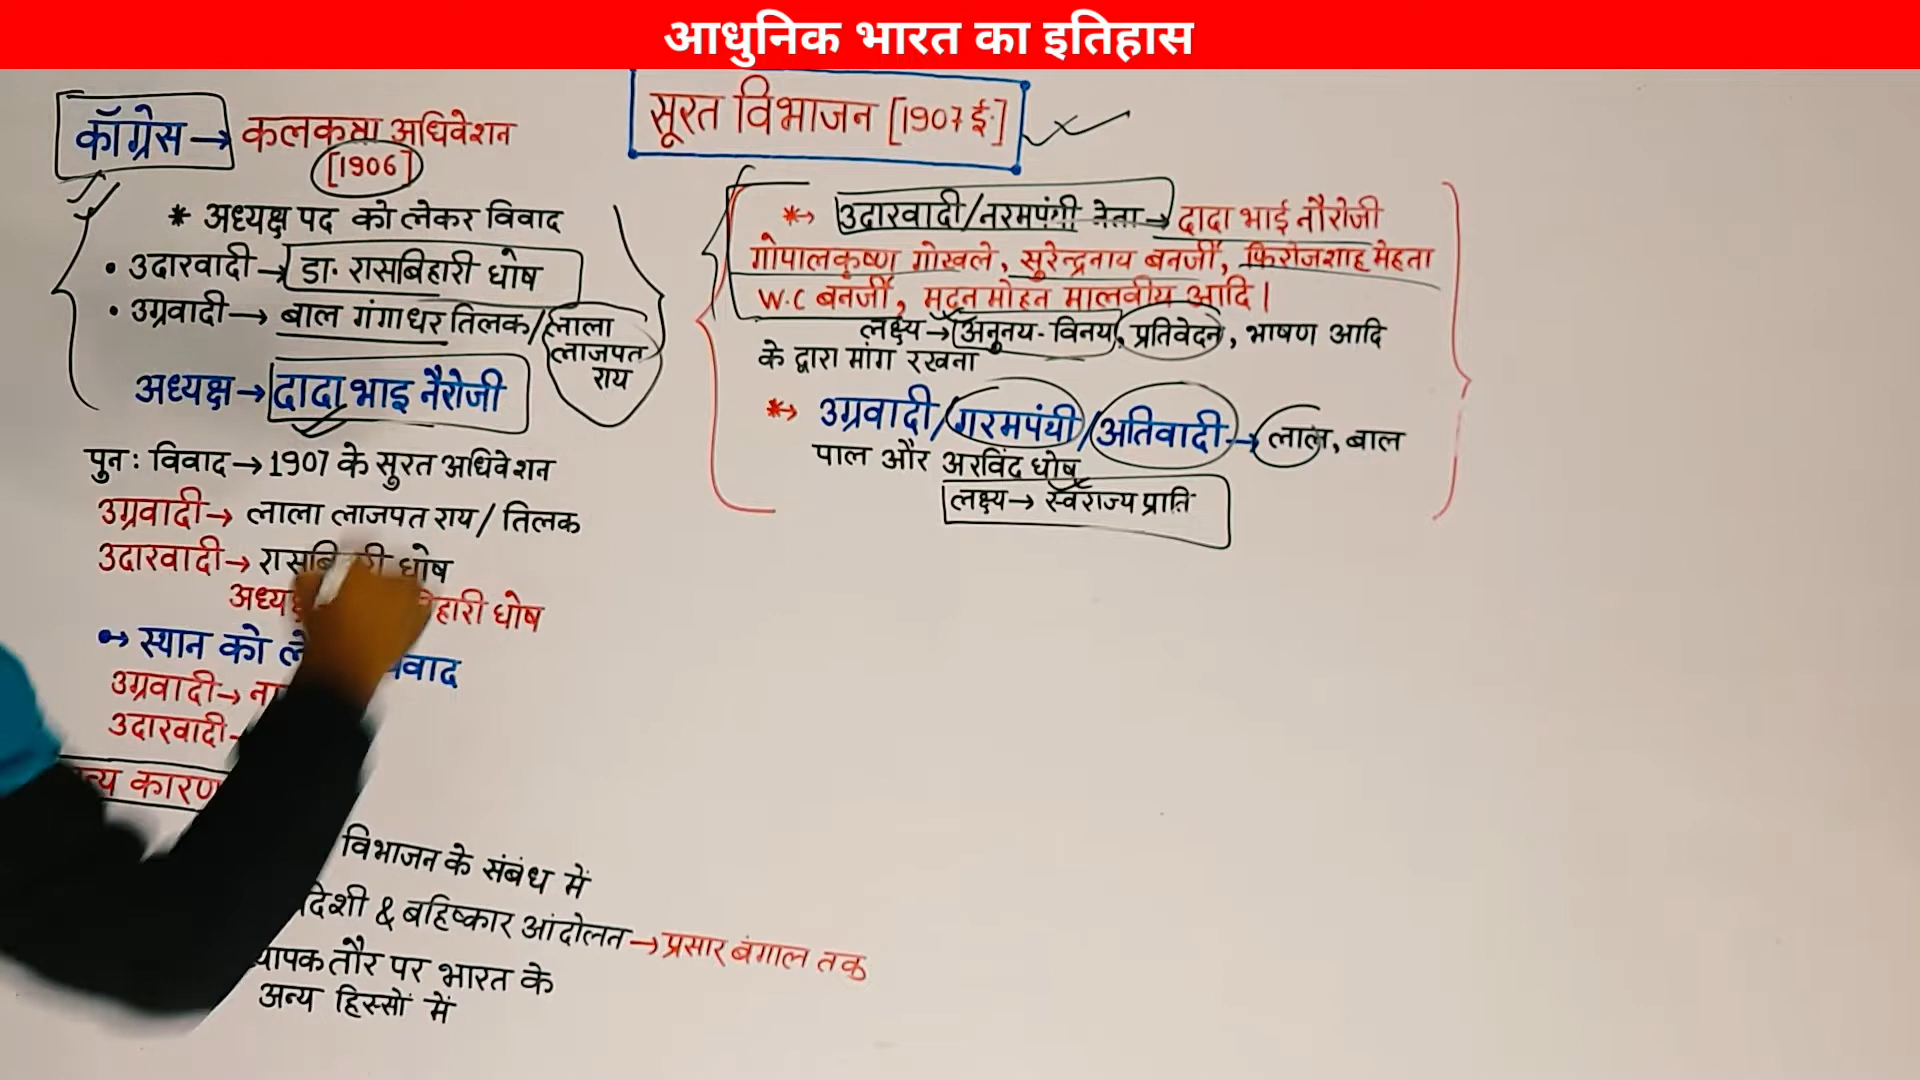 आधुनिक भारत का इतिहास
सूरत विभाजन [1907 ई.]
कॉग्रेस → कलकत्ता अधिवेशन
[1906]
* अध्यक्ष पद को लेकर विवाद
• उदारवादी → डा. रासबिहारी घोष
• उग्रवादी → बाल गंगाधर तिलक/लाला
लाजपत
राय
अध्यक्ष → दादा भाइ नैरोजी
पुन: विवाद → 1907 के सुरत अधिवेशन
उग्रवादी → लाला लाजपत राय / तिलक
उदारवादी → घोष
घोष
स्थान को
उग्रवादी →
उदारवादी
कारण
विभाजन के संबंध में
& बहिष्कार आंदोलन → प्रसार बंगाल तक
तौर पर भारत के
अन्य हिस्सों में
* → उदारवादी/नरमपंथी नेता → दादा भाई नौरोजी
गोपालकृष्ण गोखले, सुरेन्द्रनाथ बनर्जी, फिरोजशाह मेहता
W.C बनर्जी, मदन मोहन मालवीय आदि।
लक्ष्य → अनुनय-विनय, प्रतिवेदन, भाषण आदि
के द्वारा मांग रखना
* → उग्रवादी/गरमपंथी/अतिवादी → लाल, बाल
पाल और अरविंद घोष
लक्ष्य → स्वराज्य प्राप्ति